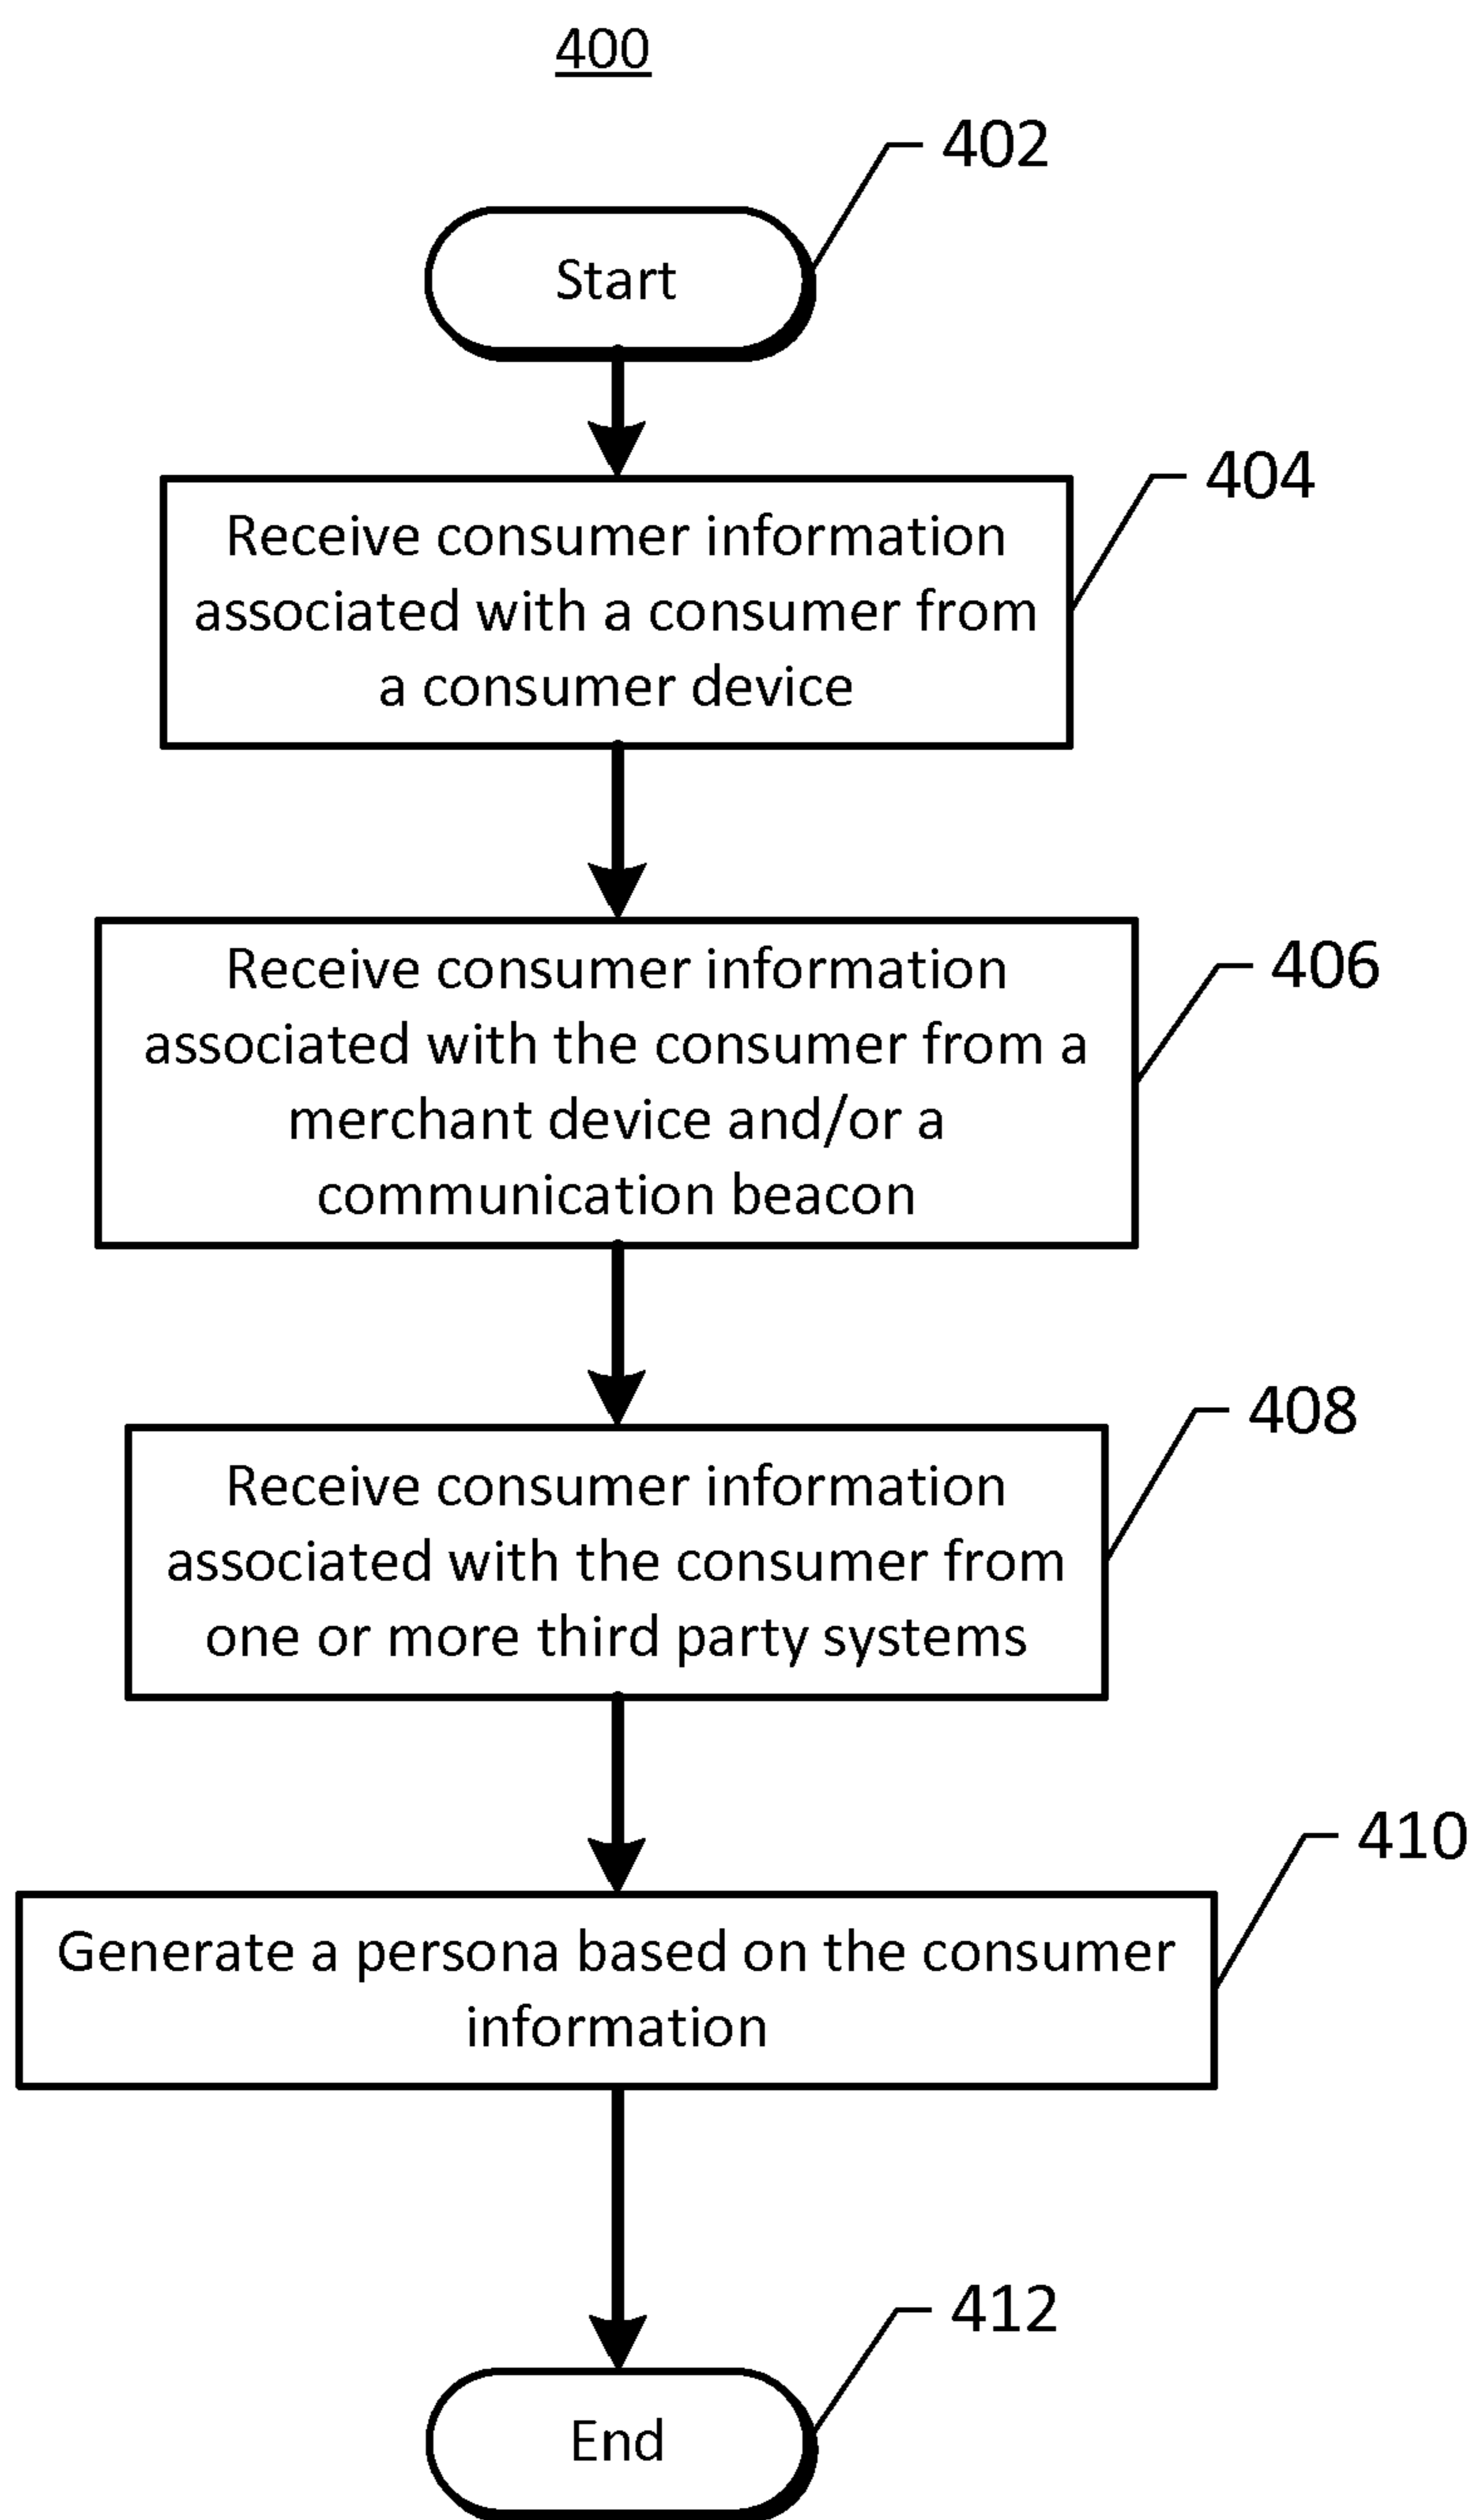 400
402
Start
404
Receive consumer information
associated with a consumer from
a consumer device
406
Receive consumer information
associated with the consumer from a
merchant device and/or a
communication beacon
408
Receive consumer information
associated with the consumer from
one or more third party systems
410
Generate a persona based on the consumer
information
412
End